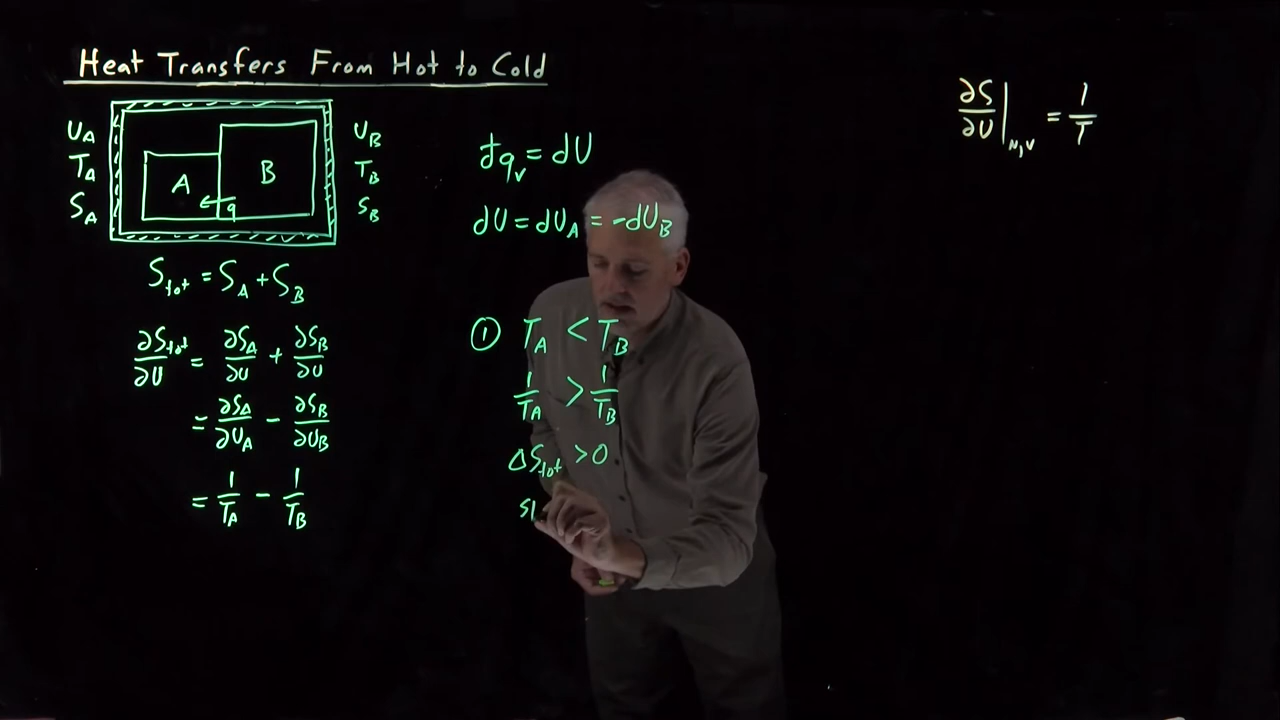 Heat Transfers From Hot to Cold
U_A
T_A
S_A
A
B
q
U_B
T_B
S_B
S_tot = S_A + S_B
∂S_tot/∂U = ∂S_A/∂U + ∂S_B/∂U
= ∂S_A/∂U_A - ∂S_B/∂U_B
= 1/T_A - 1/T_B
đq_v = dU
dU = dU_A = -dU_B
① T_A < T_B
1/T_A > 1/T_B
ΔS_tot > 0
∂S/∂U|_N,V = 1/T